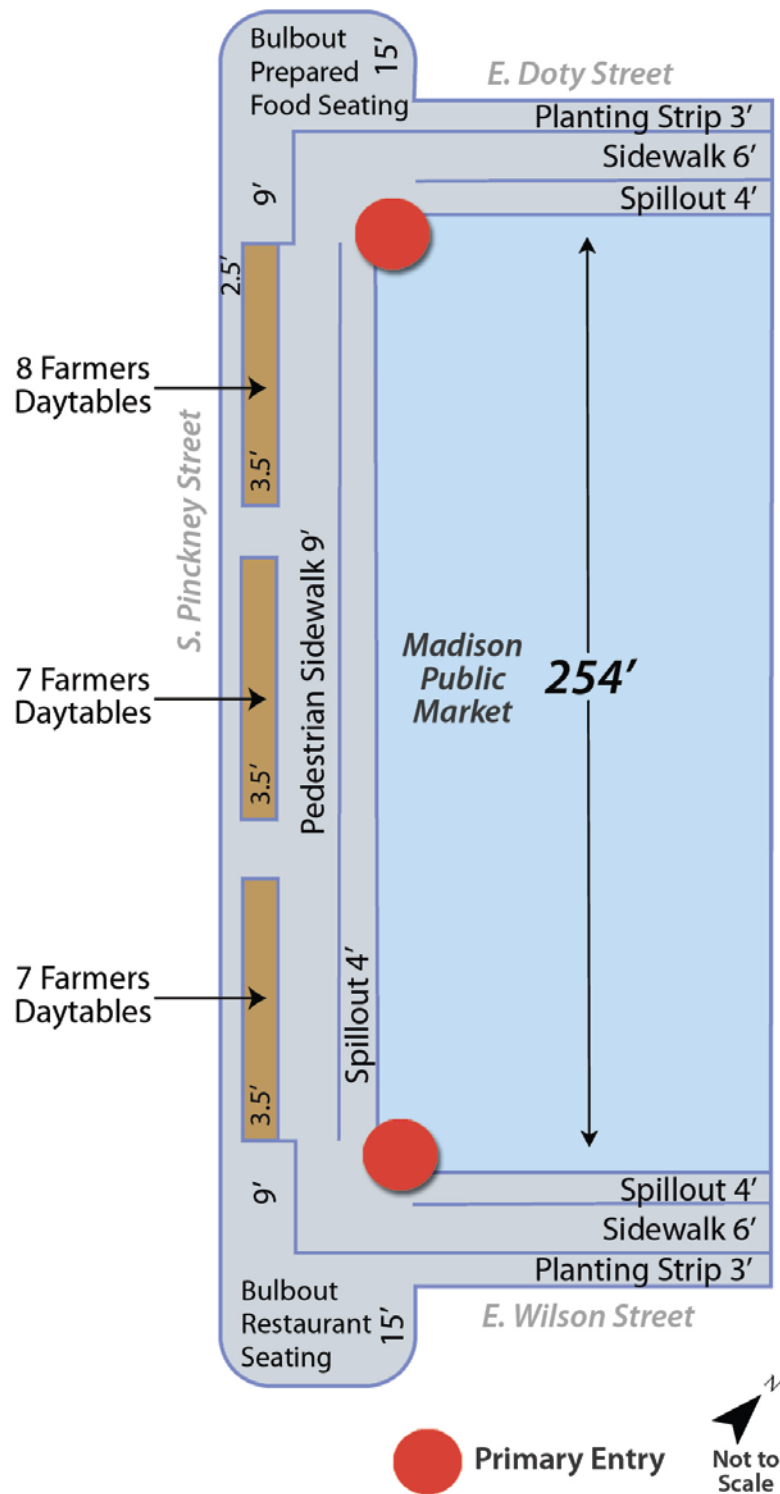 Bulbout
Prepared
Food Seating
15’
E. Doty Street
Planting Strip 3’
Sidewalk 6’
Spillout 4’
9’
2.5’
8 Farmers
Daytables
3.5’
S. Pinckney Street
Pedestrian Sidewalk 9’
7 Farmers
Daytables
3.5’
Madison
Public
Market
254’
7 Farmers
Daytables
3.5’
Spillout 4’
9’
Spillout 4’
Sidewalk 6’
Planting Strip 3’
Bulbout
Restaurant
Seating
15’
E. Wilson Street
Primary Entry
N
Not to
Scale